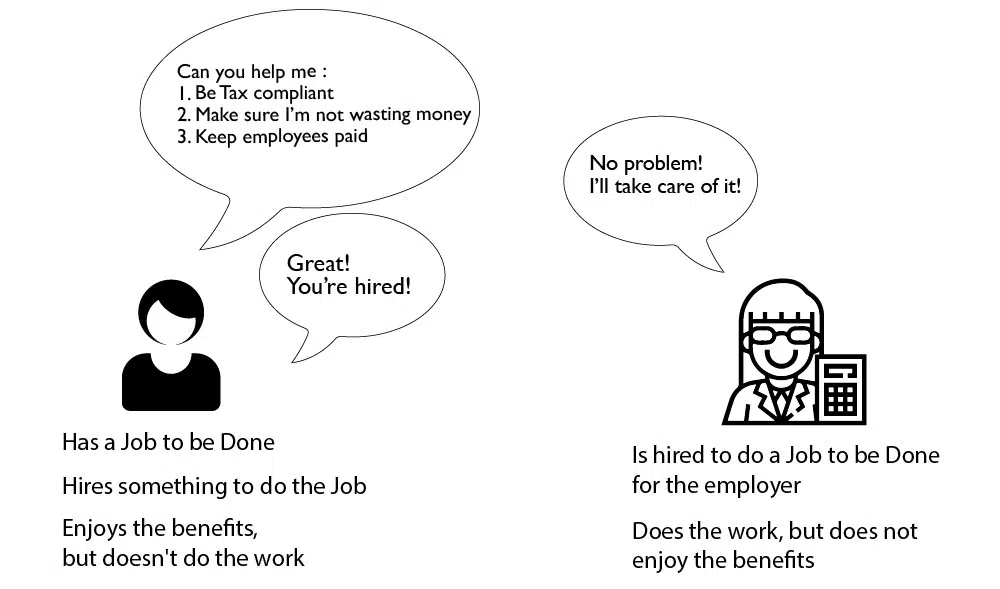 Can you help me :
1. Be Tax compliant
2. Make sure I'm not wasting money
3. Keep employees paid
No problem!
I'll take care of it!
Great!
You're hired!
Has a Job to be Done
Hires something to do the Job
Enjoys the benefits,
but doesn't do the work
Is hired to do a Job to be Done
for the employer
Does the work, but does not
enjoy the benefits